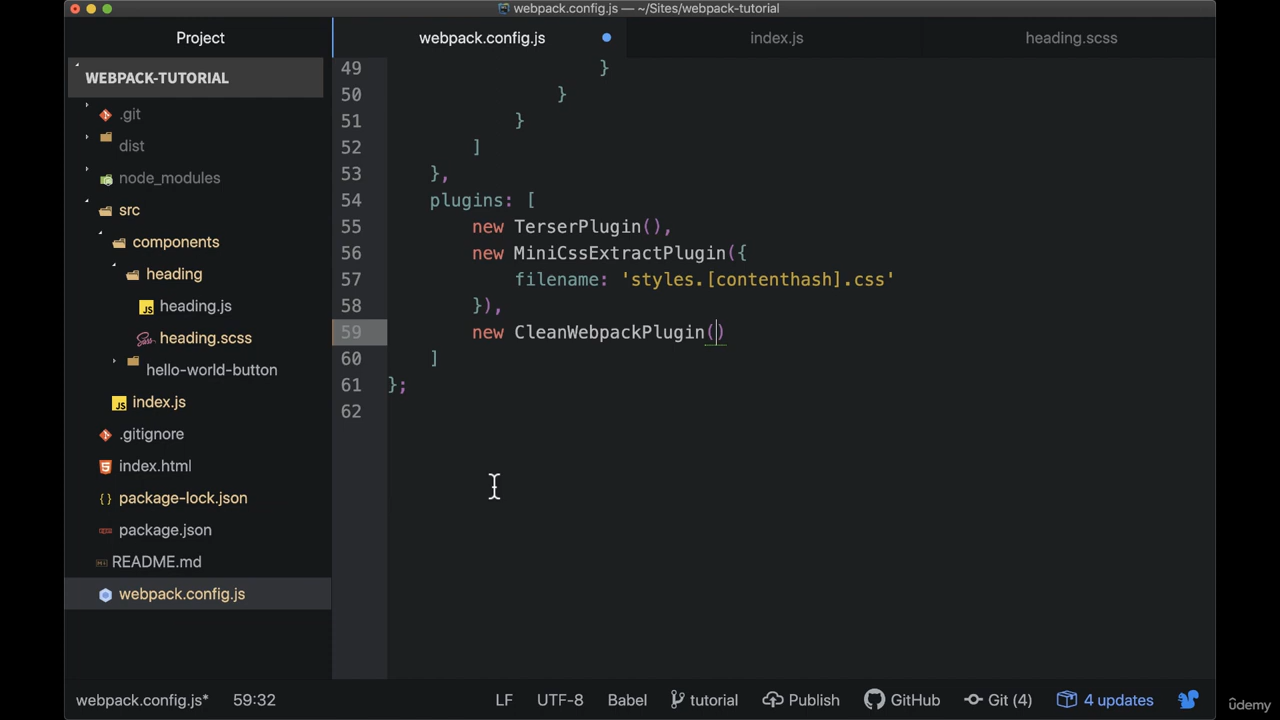 webpack.config.js — ~/Sites/webpack-tutorial
Project
webpack.config.js
index.js
heading.scss
WEBPACK-TUTORIAL
.git
dist
node_modules
src
components
heading
JS heading.js
heading.scss
hello-world-button
JS index.js
.gitignore
index.html
package-lock.json
package.json
README.md
webpack.config.js
49 }
50 }
51 }
52 ]
53 },
54 plugins: [
55 new TerserPlugin(),
56 new MiniCssExtractPlugin({
57 filename: 'styles.[contenthash].css'
58 }),
59 new CleanWebpackPlugin()
60 ]
61 };
62
webpack.config.js* 59:32 LF UTF-8 Babel tutorial Publish GitHub Git (4) 4 updates
ûdemy